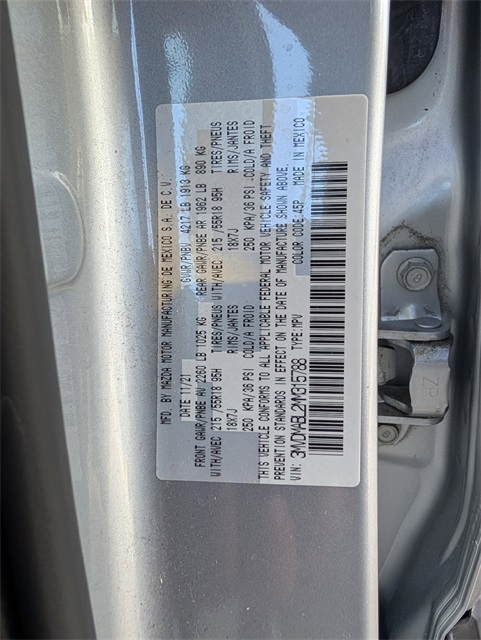 MFD. BY MAZDA MOTOR MANUFACTURING DE MEXICO S.A. DE C.V.
DATE 11/21 GVWR/PNBV 4217 LB 1913 KG
FRONT GAWR/PNBE AV 2260 LB 1025 KG REAR GAWR/PNBE AR 1962 LB 890 KG
WITH/AVEC 215 /55R18 95H TIRES/PNEUS WITH/AVEC 215 /55R18 95H TIRES/PNEUS
18X7J RIMS/JANTES 18X7J RIMS/JANTES
250 KPA/36 PSI COLD/A FROID 250 KPA/36 PSI COLD/A FROID
THIS VEHICLE CONFORMS TO ALL APPLICABLE FEDERAL MOTOR VEHICLE SAFETY AND THEFT
PREVENTION STANDARDS IN EFFECT ON THE DATE OF MANUFACTURE SHOWN ABOVE.
VIN: 3MVDMABL2NM315788 TYPE: MPV COLOR CODE: 45P MADE IN MEXICO